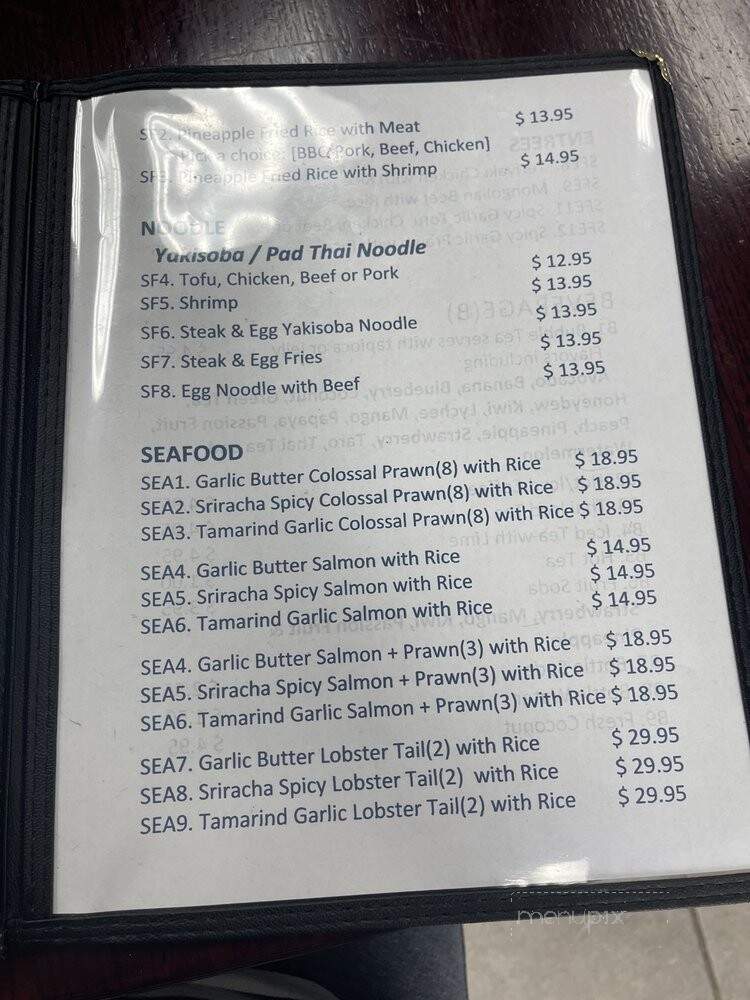 SF2. Pineapple Fried Rice with Meat $ 13.95
Pick a choice: [BBQ Pork, Beef, Chicken]
SF3. Pineapple Fried Rice with Shrimp $ 14.95
NOODLE
Yakisoba / Pad Thai Noodle
SF4. Tofu, Chicken, Beef or Pork $ 12.95
SF5. Shrimp $ 13.95
SF6. Steak & Egg Yakisoba Noodle $ 13.95
SF7. Steak & Egg Fries $ 13.95
SF8. Egg Noodle with Beef $ 13.95
SEAFOOD
SEA1. Garlic Butter Colossal Prawn(8) with Rice $ 18.95
SEA2. Sriracha Spicy Colossal Prawn(8) with Rice $ 18.95
SEA3. Tamarind Garlic Colossal Prawn(8) with Rice $ 18.95
SEA4. Garlic Butter Salmon with Rice $ 14.95
SEA5. Sriracha Spicy Salmon with Rice $ 14.95
SEA6. Tamarind Garlic Salmon with Rice $ 14.95
SEA4. Garlic Butter Salmon + Prawn(3) with Rice $ 18.95
SEA5. Sriracha Spicy Salmon + Prawn(3) with Rice $ 18.95
SEA6. Tamarind Garlic Salmon + Prawn(3) with Rice $ 18.95
SEA7. Garlic Butter Lobster Tail(2) with Rice $ 29.95
SEA8. Sriracha Spicy Lobster Tail(2) with Rice $ 29.95
SEA9. Tamarind Garlic Lobster Tail(2) with Rice $ 29.95
menupix